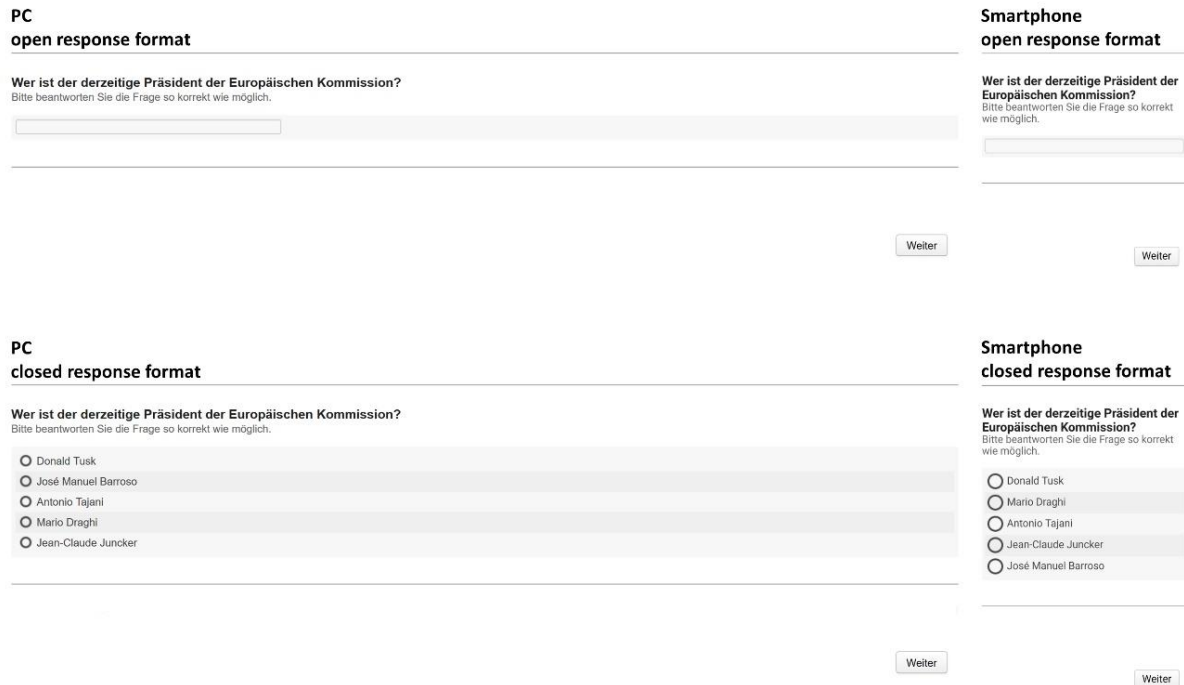 PC
open response format
Wer ist der derzeitige Präsident der Europäischen Kommission?
Bitte beantworten Sie die Frage so korrekt wie möglich.
Weiter
Smartphone
open response format
Wer ist der derzeitige Präsident der
Europäischen Kommission?
Bitte beantworten Sie die Frage so korrekt
wie möglich.
Weiter
PC
closed response format
Wer ist der derzeitige Präsident der Europäischen Kommission?
Bitte beantworten Sie die Frage so korrekt wie möglich.
Donald Tusk
José Manuel Barroso
Antonio Tajani
Mario Draghi
Jean-Claude Juncker
Weiter
Smartphone
closed response format
Wer ist der derzeitige Präsident der
Europäischen Kommission?
Bitte beantworten Sie die Frage so korrekt
wie möglich.
Donald Tusk
Mario Draghi
Antonio Tajani
Jean-Claude Juncker
José Manuel Barroso
Weiter